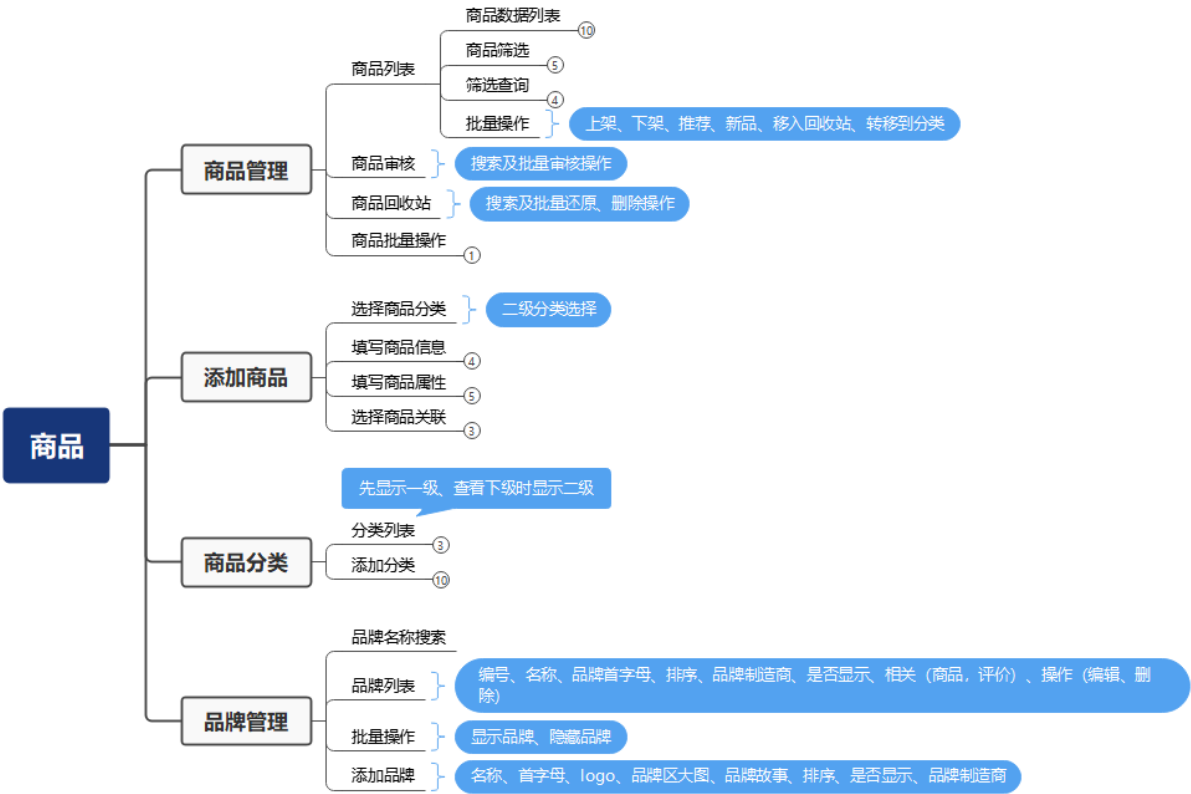 商品
商品管理
商品列表
商品数据列表
10
商品筛选
5
筛选查询
4
批量操作
上架、下架、推荐、新品、移入回收站、转移到分类
商品审核
搜索及批量审核操作
商品回收站
搜索及批量还原、删除操作
商品批量操作
1
添加商品
选择商品分类
二级分类选择
填写商品信息
4
填写商品属性
5
选择商品关联
3
商品分类
先显示一级、查看下级时显示二级
分类列表
3
添加分类
10
品牌管理
品牌名称搜索
品牌列表
编号、名称、品牌首字母、排序、品牌制造商、是否显示、相关（商品，评价）、操作（编辑、删
除）
批量操作
显示品牌、隐藏品牌
添加品牌
名称、首字母、logo、品牌区大图、品牌故事、排序、是否显示、品牌制造商